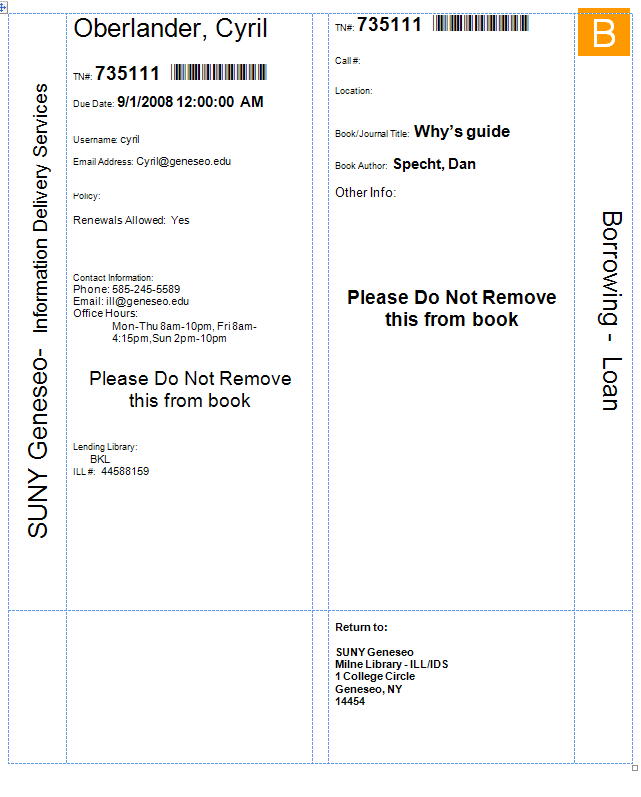 SUNY Geneseo- Information Delivery Services
Oberlander, Cyril
TN#: 735111
Due Date: 9/1/2008 12:00:00 AM
Username: cyril
Email Address: Cyril@geneseo.edu
Policy:
Renewals Allowed: Yes
Contact Information:
Phone: 585-245-5589
Email: ill@geneseo.edu
Office Hours:
Mon-Thu 8am-10pm, Fri 8am-
4:15pm,Sun 2pm-10pm
Please Do Not Remove
this from book
Lending Library:
BKL
ILL#: 44588159
TN#: 735111
Call #:
Location:
Book/Journal Title: Why's guide
Book Author: Specht, Dan
Other Info:
Please Do Not Remove
this from book
Return to:
SUNY Geneseo
Milne Library - ILL/IDS
1 College Circle
Geneseo, NY
14454
B
Borrowing - Loan